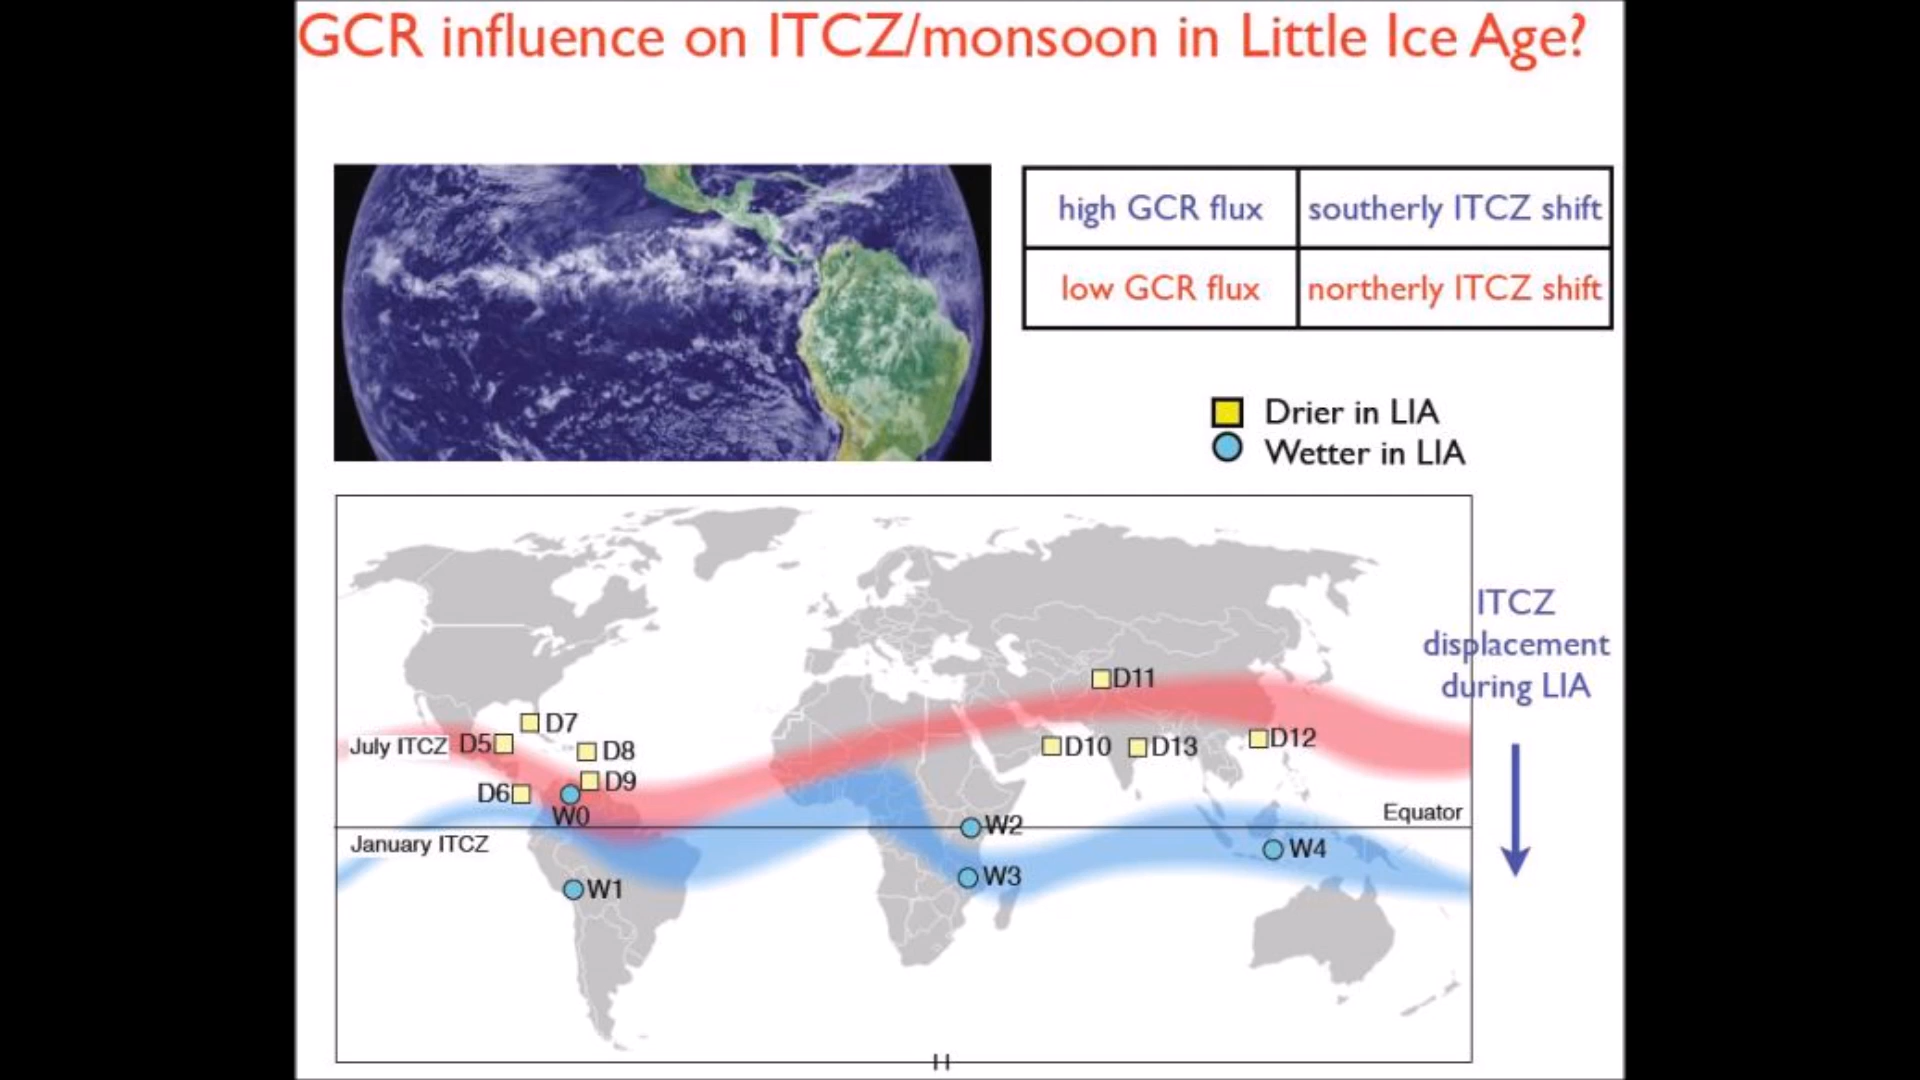 GCR influence on ITCZ/monsoon in Little Ice Age?
high GCR flux
southerly ITCZ shift
low GCR flux
northerly ITCZ shift
Drier in LIA
Wetter in LIA
ITCZ
displacement
during LIA
D11
D7
July ITCZ
D5
D8
D10
D13
D12
D9
D6
W0
Equator
January ITCZ
W2
W4
W3
W1